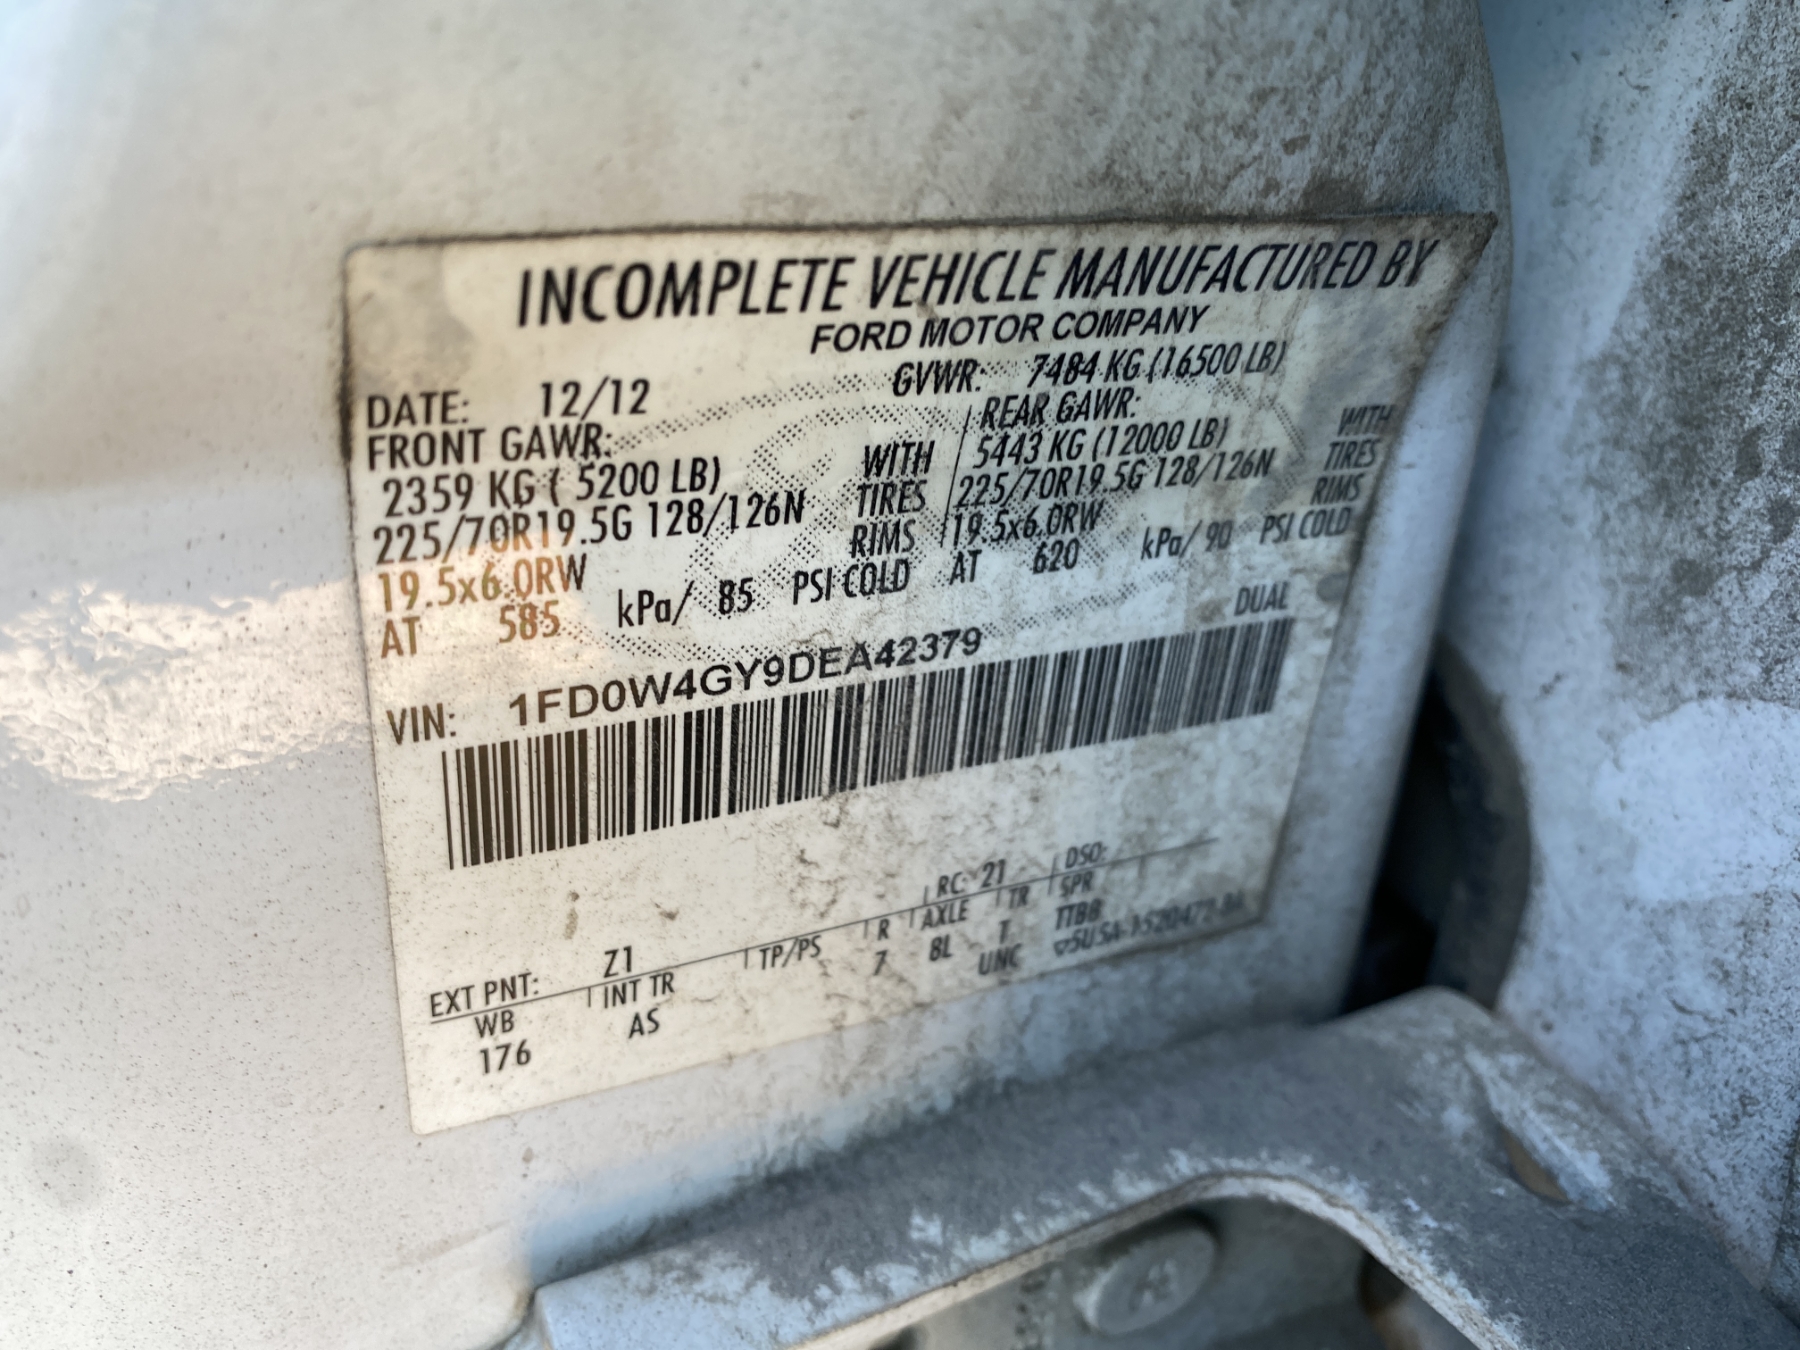 INCOMPLETE VEHICLE MANUFACTURED BY
FORD MOTOR COMPANY
DATE: 12/12 GVWR: 7484 KG (16500 LB)
FRONT GAWR: REAR GAWR:
2359 KG ( 5200 LB) WITH 5443 KG (12000 LB) WITH
225/70R19.5G 128/126N TIRES 225/70R19.5G 128/126N TIRES
19.5x6.0RW RIMS 19.5x6.0RW RIMS
AT 585 kPa/ 85 PSI COLD AT 620 kPa/ 90 PSI COLD
DUAL
VIN: 1FD0W4GY9DEA42379
EXT PNT: Z1 RC: 21 DSO:
WB INT TR TP/PS R AXLE TR SPR
176 AS 7 8L T TTBB
UNC